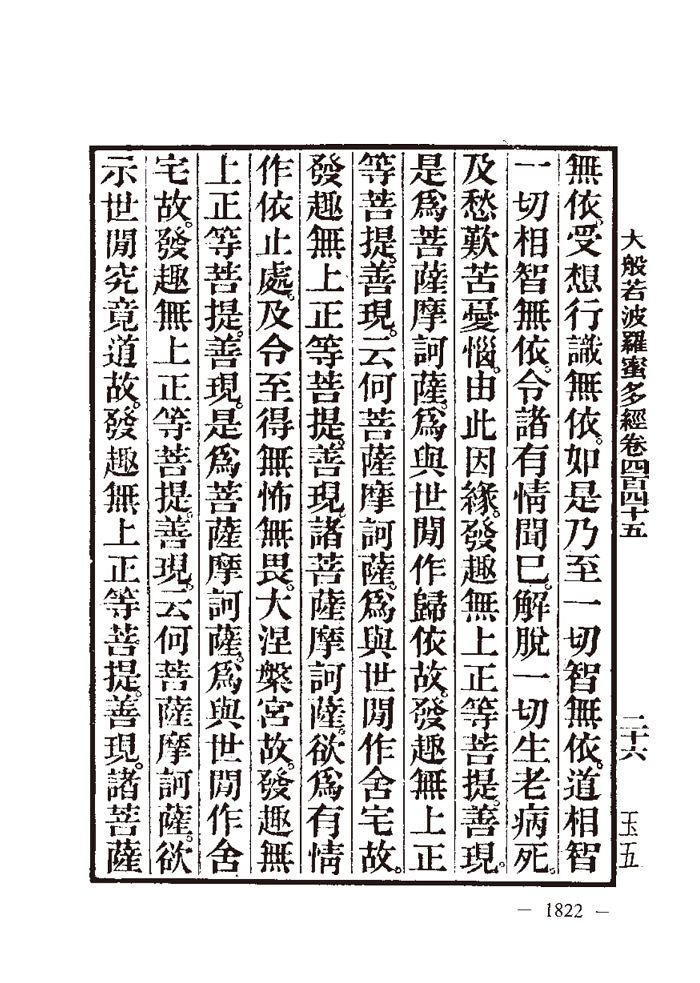 大般若波羅蜜多經卷四百四十五 二十六 玉五
無依。受想行識無依。如是乃至一切智無依。道相智
一切相智無依。令諸有情聞已。解脫一切生老病死。
及愁歎苦憂惱。由此因緣。發趣無上正等菩提。善現。
是爲菩薩摩訶薩。爲與世閒作歸依故。發趣無上正
等菩提。善現。云何菩薩摩訶薩。爲與世閒作舍宅故。
發趣無上正等菩提。善現。諸菩薩摩訶薩。欲爲有情
作依止處。及令至得無怖無畏。大涅槃宮故。發趣無
上正等菩提。善現。是爲菩薩摩訶薩。爲與世閒作舍
宅故。發趣無上正等菩提。善現。云何菩薩摩訶薩。欲
示世閒究竟道故。發趣無上正等菩提。善現。諸菩薩
— 1822 —